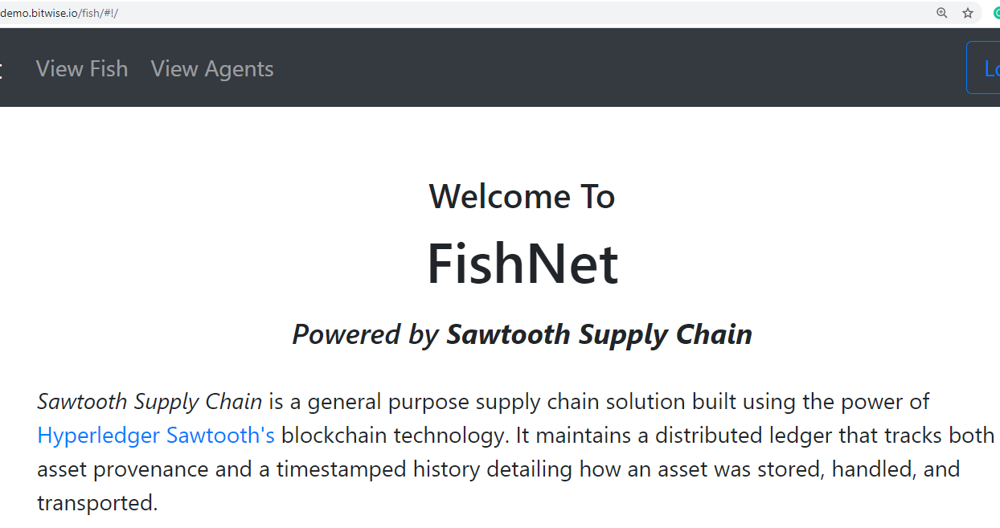 demo.bitwise.io/fish/#!/
View Fish View Agents
Welcome To
FishNet
Powered by Sawtooth Supply Chain
Sawtooth Supply Chain is a general purpose supply chain solution built using the power of
Hyperledger Sawtooth's blockchain technology. It maintains a distributed ledger that tracks both
asset provenance and a timestamped history detailing how an asset was stored, handled, and
transported.